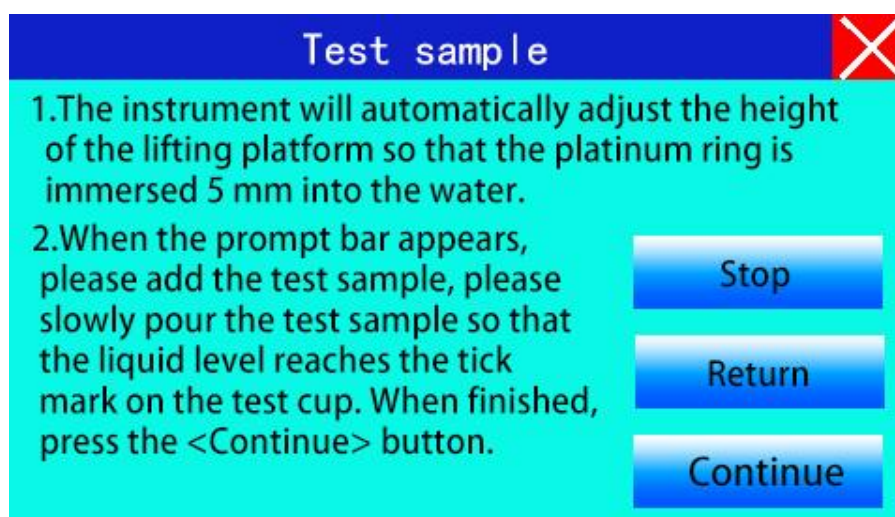 Test sample
1.The instrument will automatically adjust the height
of the lifting platform so that the platinum ring is
immersed 5 mm into the water.
2.When the prompt bar appears,
please add the test sample, please
slowly pour the test sample so that
the liquid level reaches the tick
mark on the test cup. When finished,
press the <Continue> button.
Stop
Return
Continue